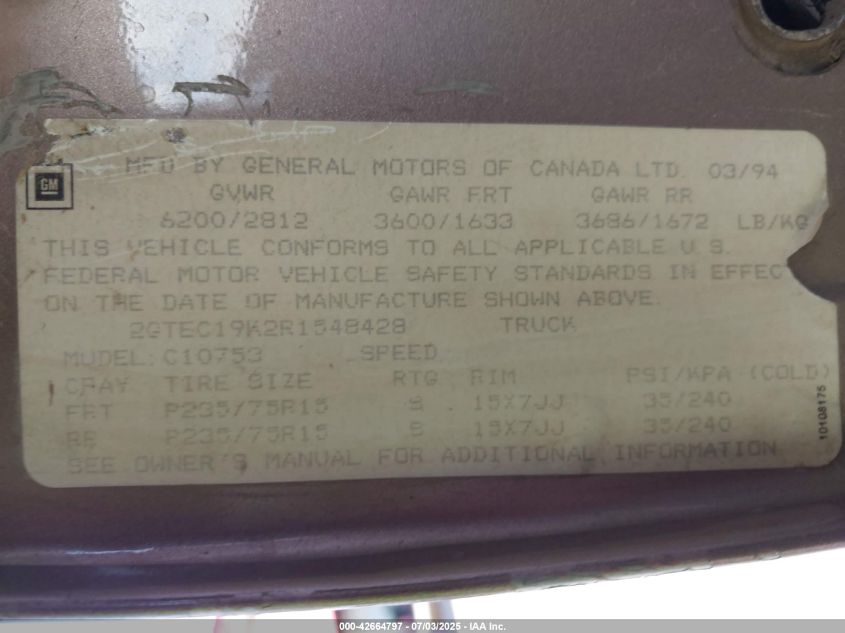 MFD BY GENERAL MOTORS OF CANADA LTD. 03/94
GM
GVWR GAWR FRT GAWR RR
6200/2812 3600/1633 3686/1672 LB/KG
THIS VEHICLE CONFORMS TO ALL APPLICABLE U.S.
FEDERAL MOTOR VEHICLE SAFETY STANDARDS IN EFFEC
ON THE DATE OF MANUFACTURE SHOWN ABOVE.
2GTEC19K2R1548428 TRUCK
MODEL: C10753 _SPEED
TIRE SIZE RTG RIM PSI/KPA (COLD)
FRT P235/75R15 S 15X7JJ 35/240
RR P235/75R15 S 15X7JJ 35/240
SEE OWNER'S MANUAL FOR ADDITIONAL INFORMATION
10108175
000-42664797 - 07/03/2025 - IAA Inc.